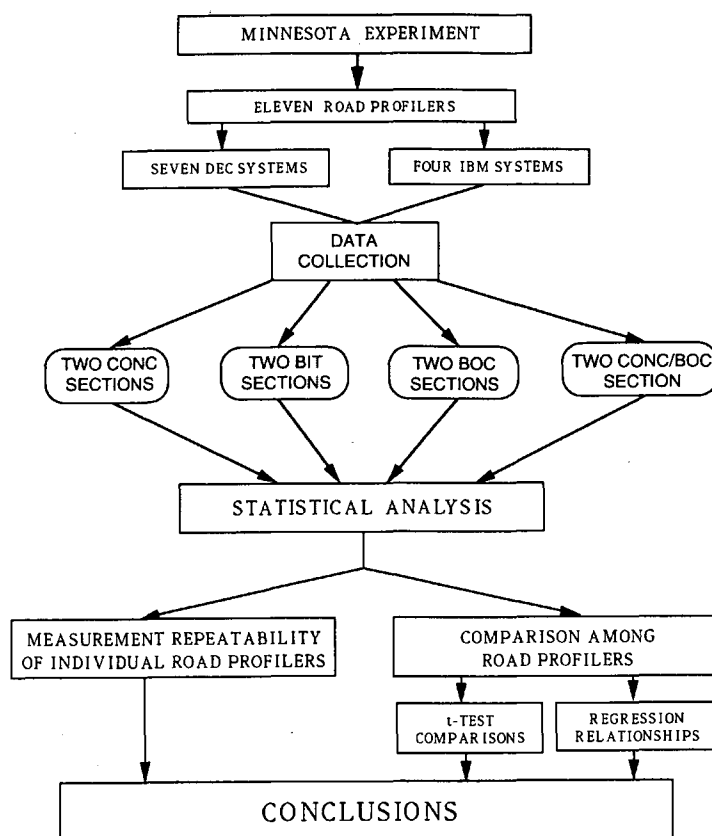 MINNESOTA EXPERIMENT
ELEVEN ROAD PROFILERS
SEVEN DEC SYSTEMS
FOUR IBM SYSTEMS
DATA
COLLECTION
TWO CONC
SECTIONS
TWO BIT
SECTIONS
TWO BOC
SECTIONS
TWO CONC/BOC
SECTION
STATISTICAL ANALYSIS
MEASUREMENT REPEATABILITY
OF INDIVIDUAL ROAD PROFILERS
COMPARISON AMONG
ROAD PROFILERS
t-TEST
COMPARISONS
REGRESSION
RELATIONSHIPS
CONCLUSIONS